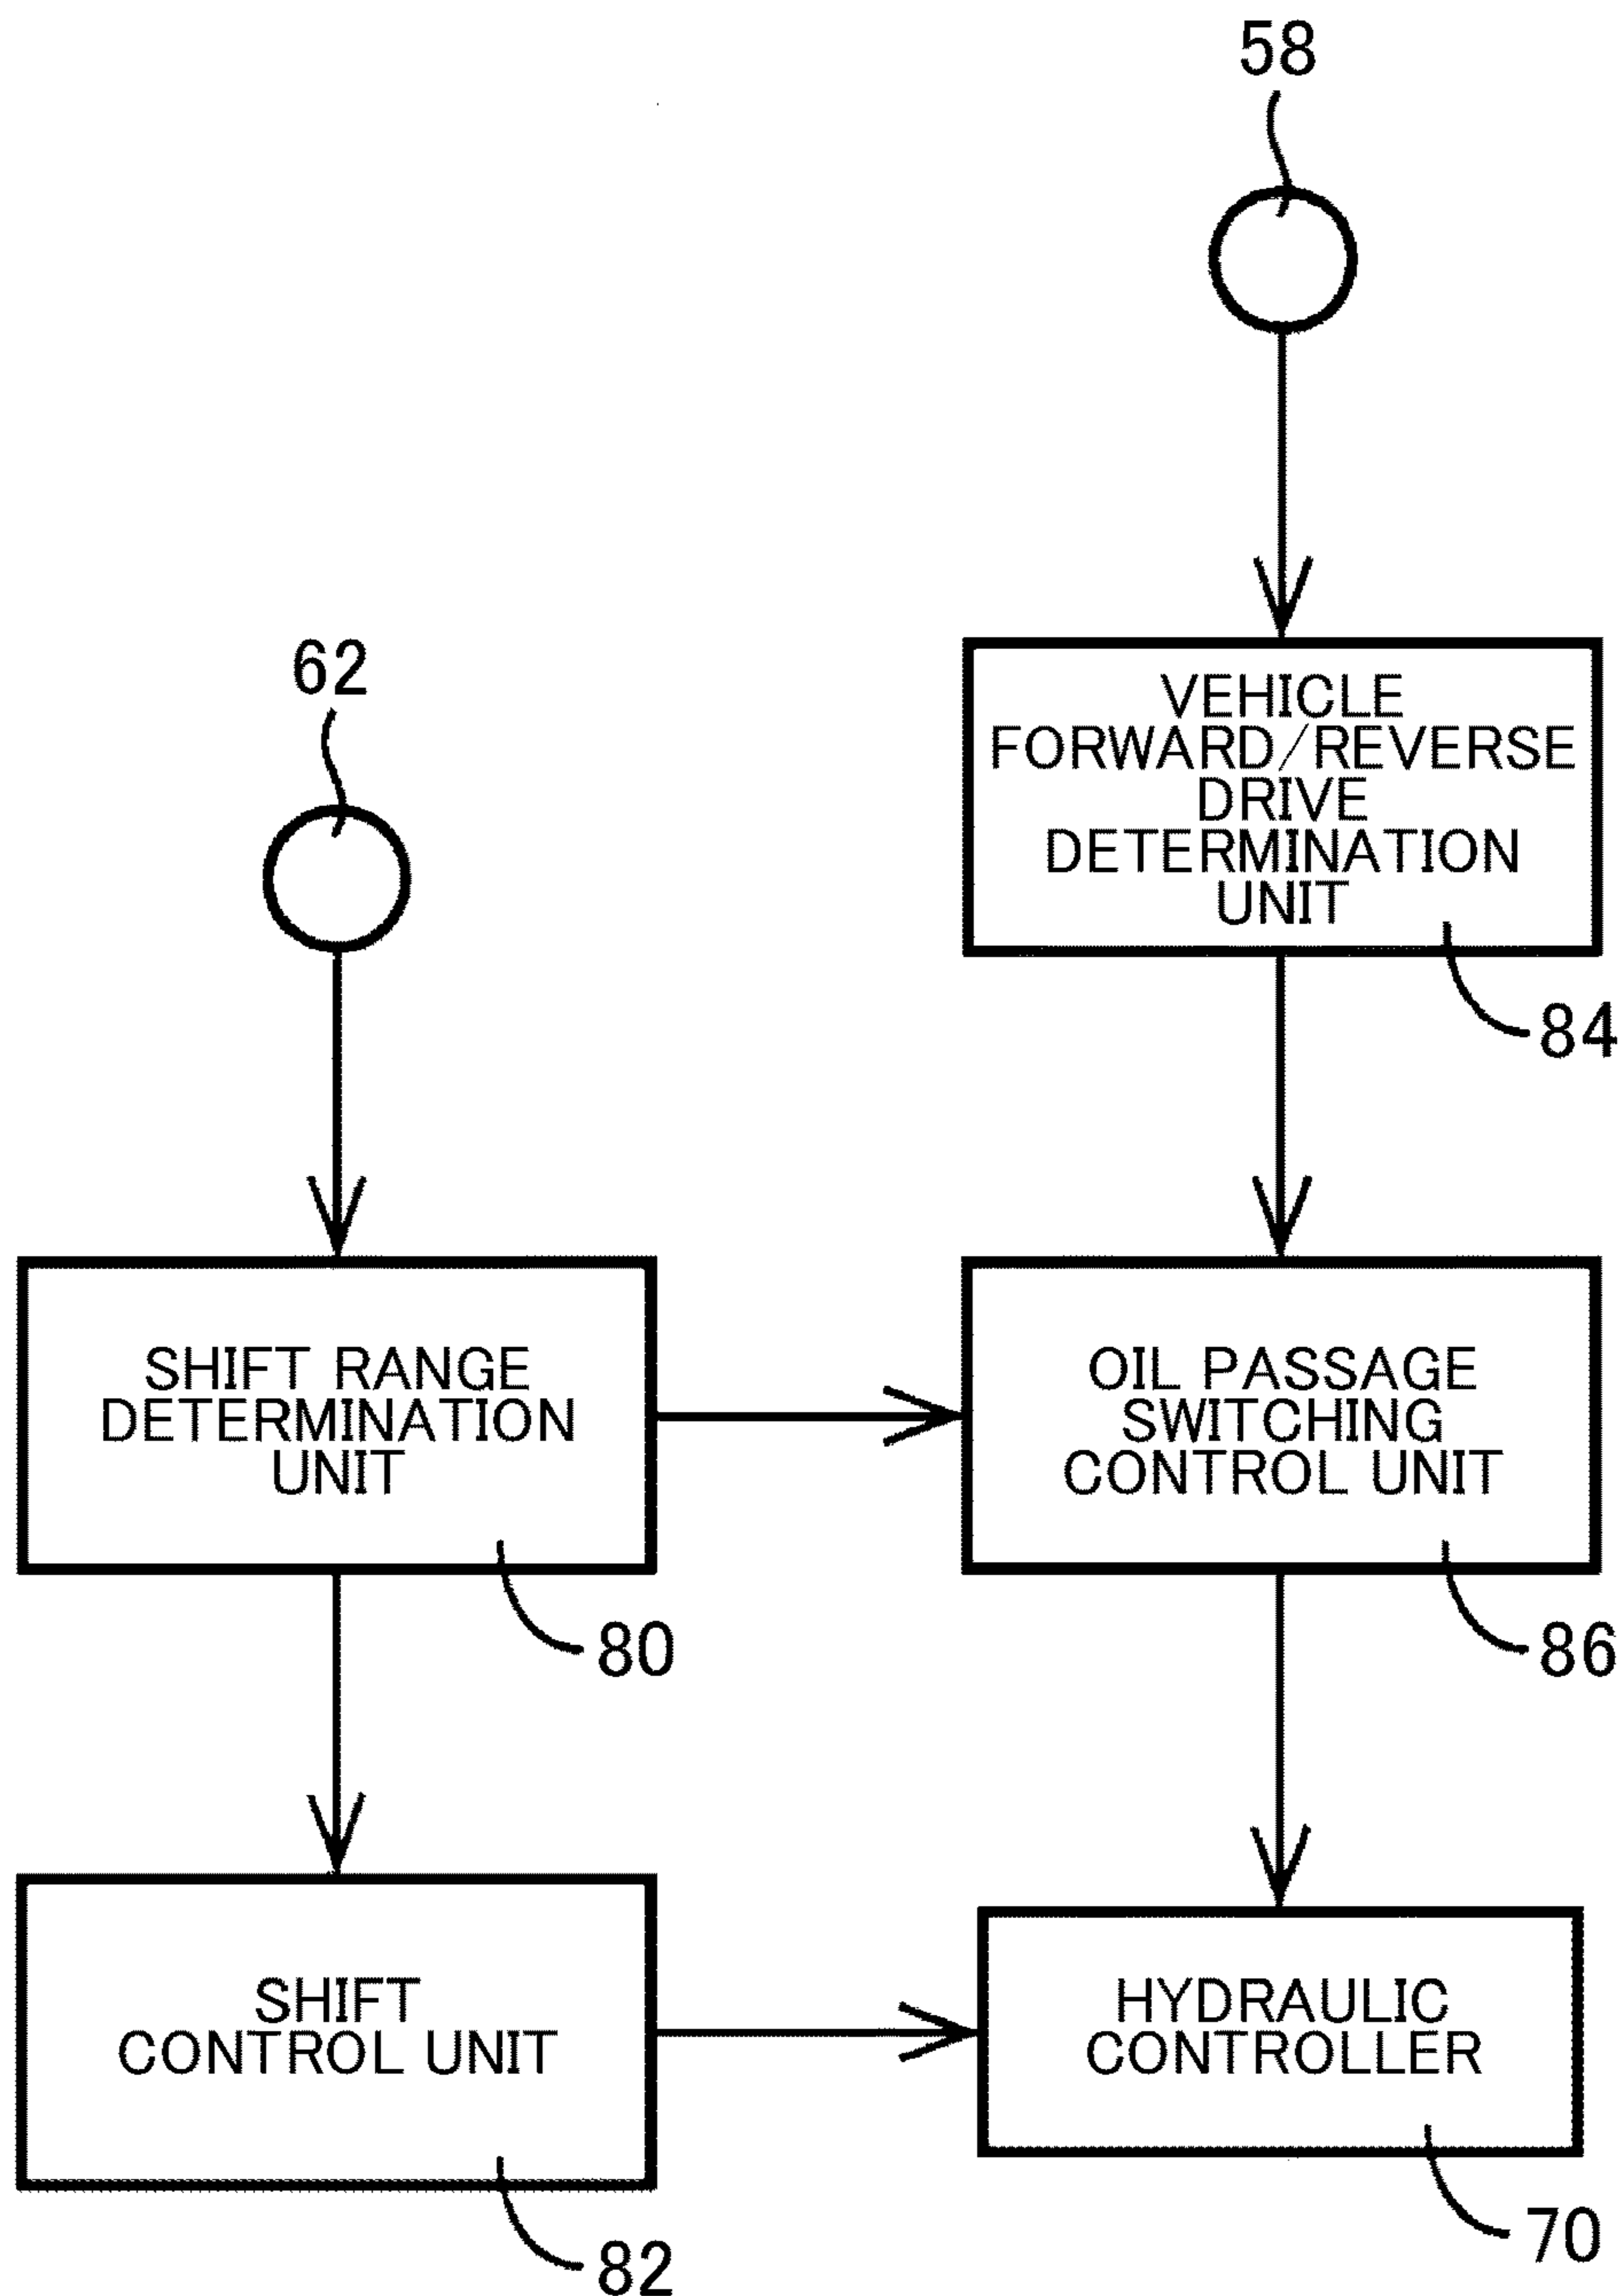 58
62
VEHICLE
FORWARD/REVERSE
DRIVE
DETERMINATION
UNIT
84
SHIFT RANGE
DETERMINATION
UNIT
80
OIL PASSAGE
SWITCHING
CONTROL UNIT
86
SHIFT
CONTROL UNIT
82
HYDRAULIC
CONTROLLER
70